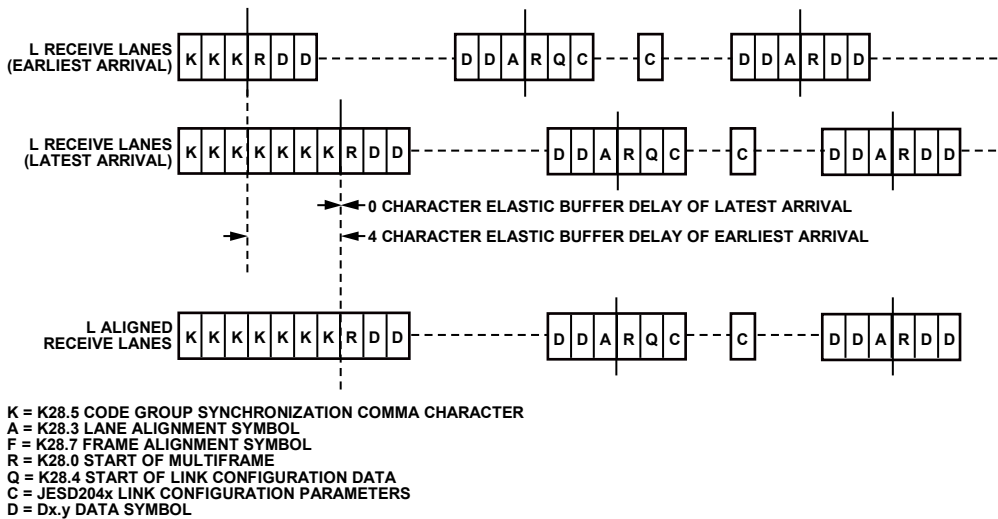 L RECEIVE LANES
(EARLIEST ARRIVAL)
K K K R D D
D D A R Q C
C
D D A R D D
L RECEIVE LANES
(LATEST ARRIVAL)
K K K K K K K R D D
D D A R Q C
C
D D A R D D
0 CHARACTER ELASTIC BUFFER DELAY OF LATEST ARRIVAL
4 CHARACTER ELASTIC BUFFER DELAY OF EARLIEST ARRIVAL
L ALIGNED
RECEIVE LANES
K K K K K K K R D D
D D A R Q C
C
D D A R D D
K = K28.5 CODE GROUP SYNCHRONIZATION COMMA CHARACTER
A = K28.3 LANE ALIGNMENT SYMBOL
F = K28.7 FRAME ALIGNMENT SYMBOL
R = K28.0 START OF MULTIFRAME
Q = K28.4 START OF LINK CONFIGURATION DATA
C = JESD204x LINK CONFIGURATION PARAMETERS
D = Dx.y DATA SYMBOL